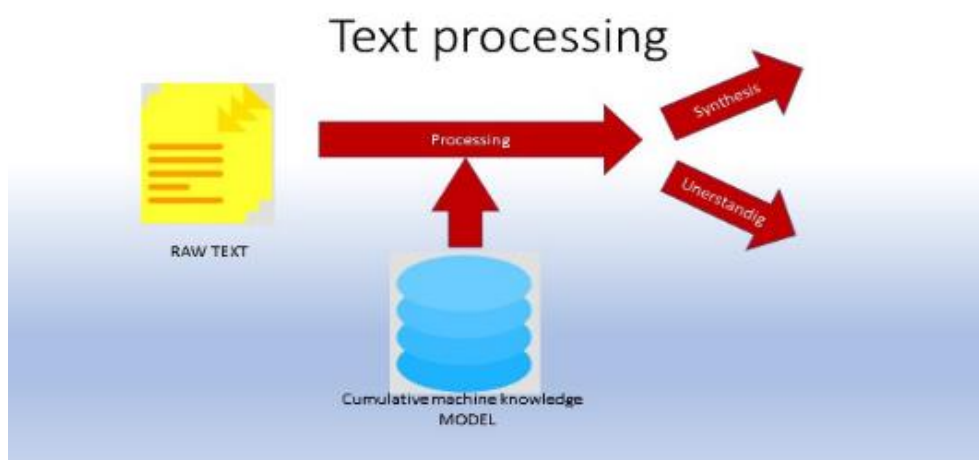 Text processing
Synthesis
Processing
Unerstandig
RAW TEXT
Cumulative machine knowledge
MODEL